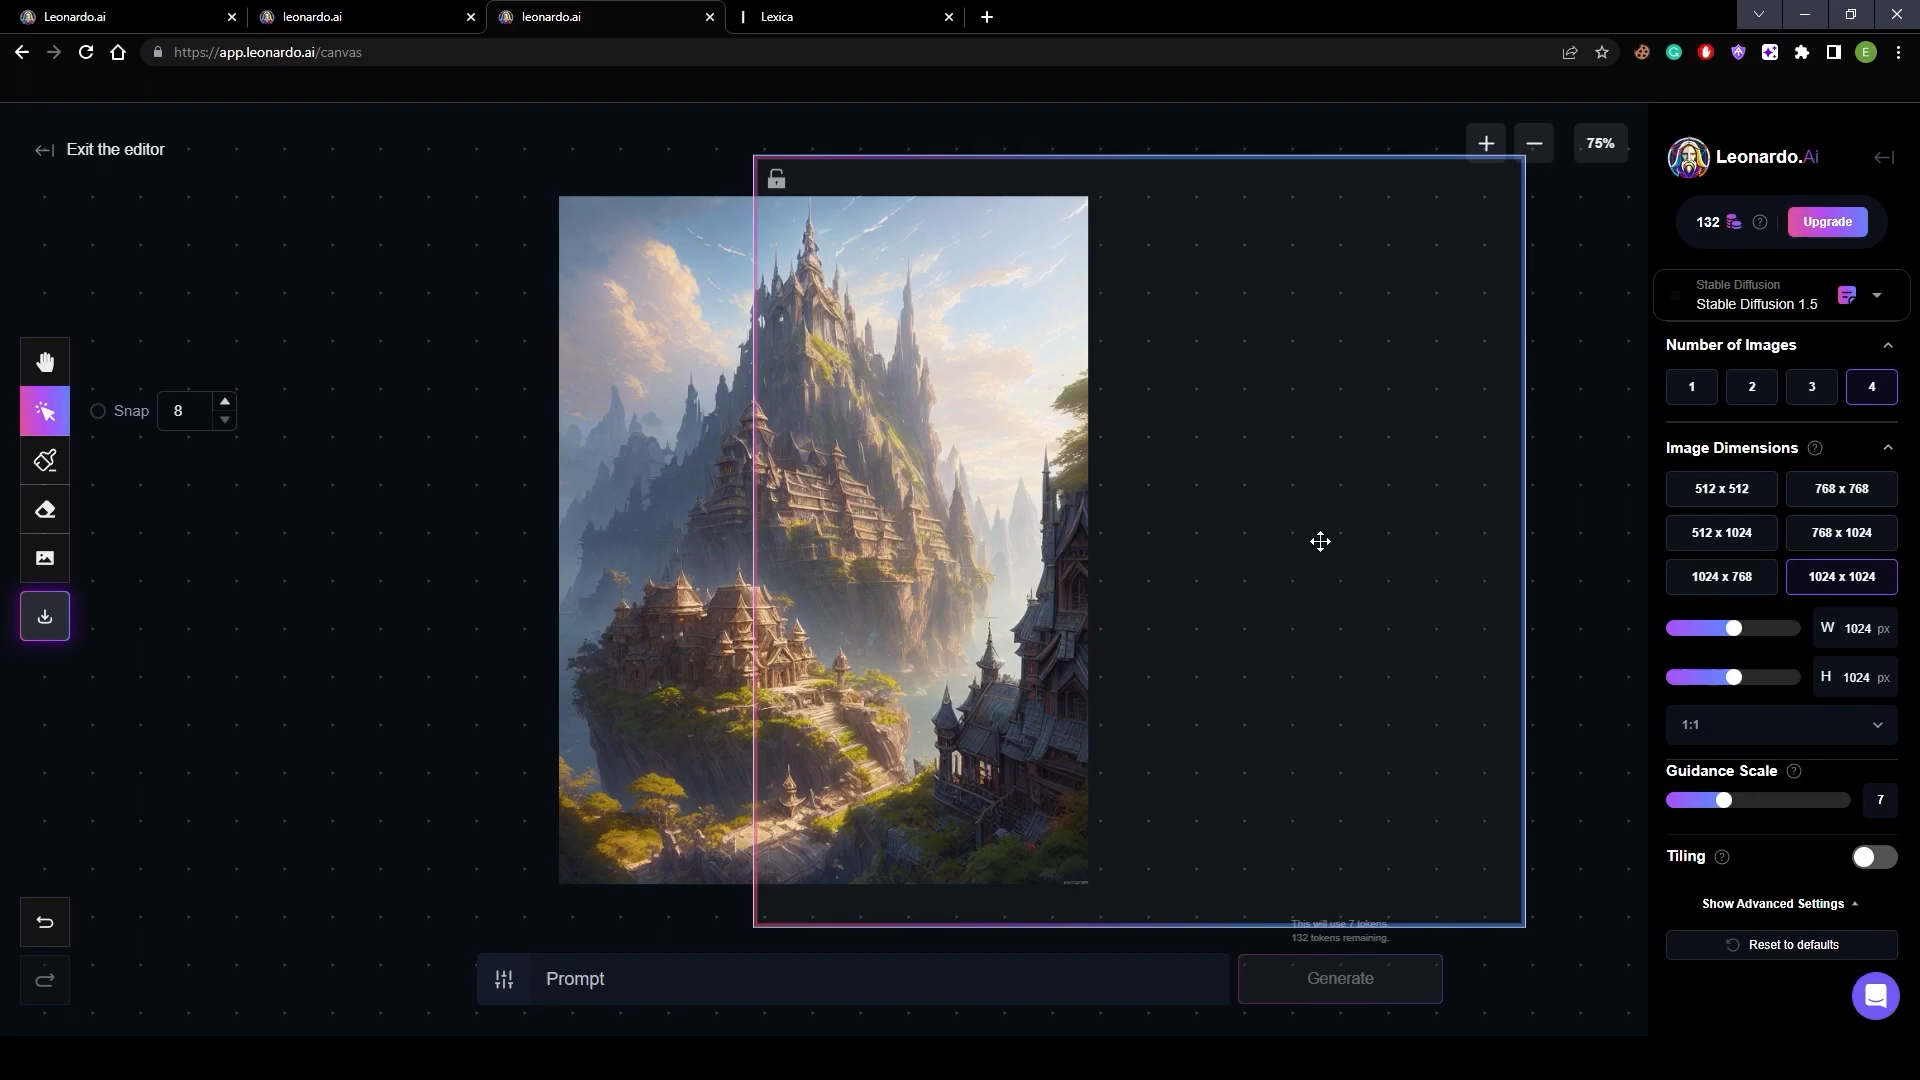 Leonardo.ai
leonardo.ai
leonardo.ai
Lexica
https://app.leonardo.ai/canvas
E
Exit the editor
75%
Leonardo.Ai
132
Upgrade
Stable Diffusion
Stable Diffusion 1.5
Number of Images
1 2 3 4
Snap 8
Image Dimensions
512 x 512 768 x 768
512 x 1024 768 x 1024
1024 x 768 1024 x 1024
W 1024 px
H 1024 px
1:1
Guidance Scale
7
Tiling
Show Advanced Settings
Reset to defaults
This will use 7 tokens.
132 tokens remaining.
Prompt
Generate